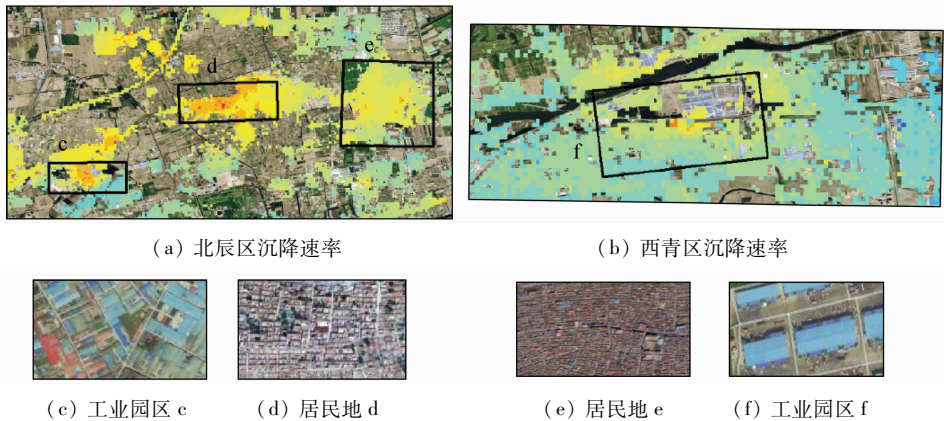 e
d
c
f
(a) 北辰区沉降速率
(b) 西青区沉降速率
(c) 工业园区 c
(d) 居民地 d
(e) 居民地 e
(f) 工业园区 f